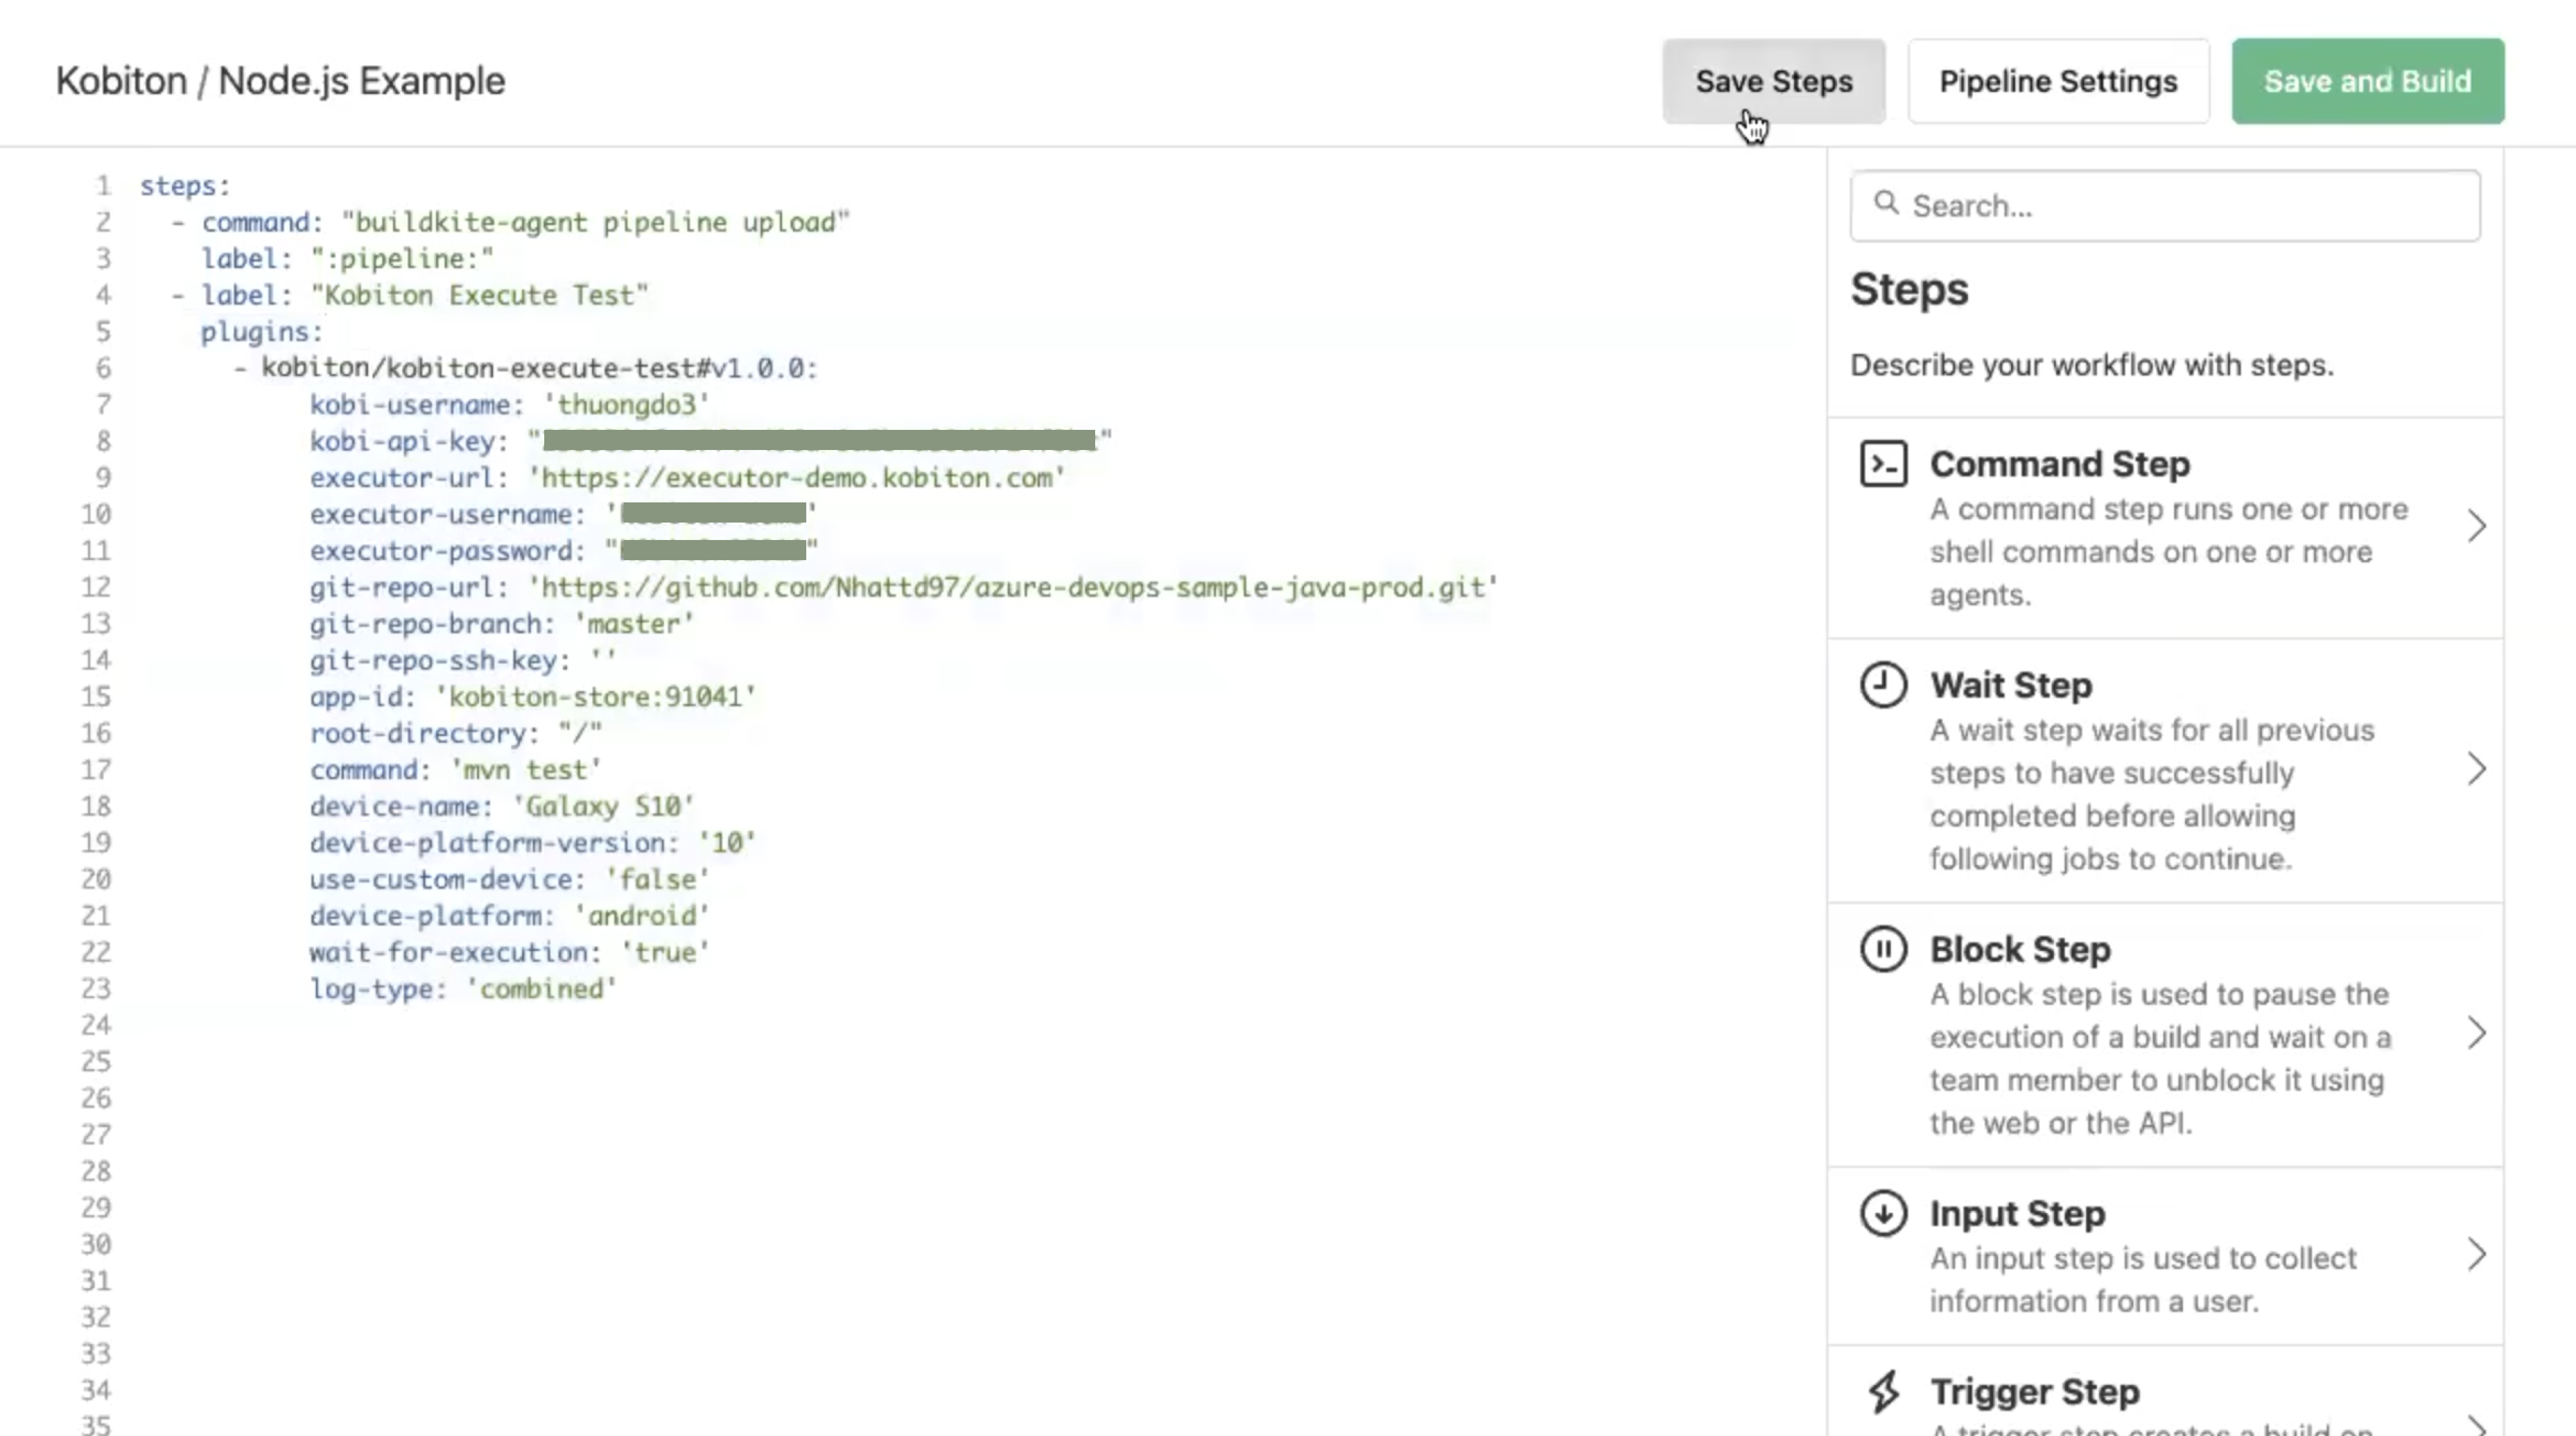 Kobiton / Node.js Example
Save Steps
Pipeline Settings
Save and Build
1 steps:
2 - command: "buildkite-agent pipeline upload"
3 label: ":pipeline:"
4 - label: "Kobiton Execute Test"
5 plugins:
6 - kobiton/kobiton-execute-test#v1.0.0:
7 kobi-username: 'thuongdo3'
8 kobi-api-key: " "
9 executor-url: 'https://executor-demo.kobiton.com'
10 executor-username: ' '
11 executor-password: " "
12 git-repo-url: 'https://github.com/Nhattd97/azure-devops-sample-java-prod.git'
13 git-repo-branch: 'master'
14 git-repo-ssh-key: ''
15 app-id: 'kobiton-store:91041'
16 root-directory: "/"
17 command: 'mvn test'
18 device-name: 'Galaxy S10'
19 device-platform-version: '10'
20 use-custom-device: 'false'
21 device-platform: 'android'
22 wait-for-execution: 'true'
23 log-type: 'combined'
24
25
26
27
28
29
30
31
32
33
34
35
Search...
Steps
Describe your workflow with steps.
Command Step
A command step runs one or more
shell commands on one or more
agents.
Wait Step
A wait step waits for all previous
steps to have successfully
completed before allowing
following jobs to continue.
Block Step
A block step is used to pause the
execution of a build and wait on a
team member to unblock it using
the web or the API.
Input Step
An input step is used to collect
information from a user.
Trigger Step
A trigger step creates a build on